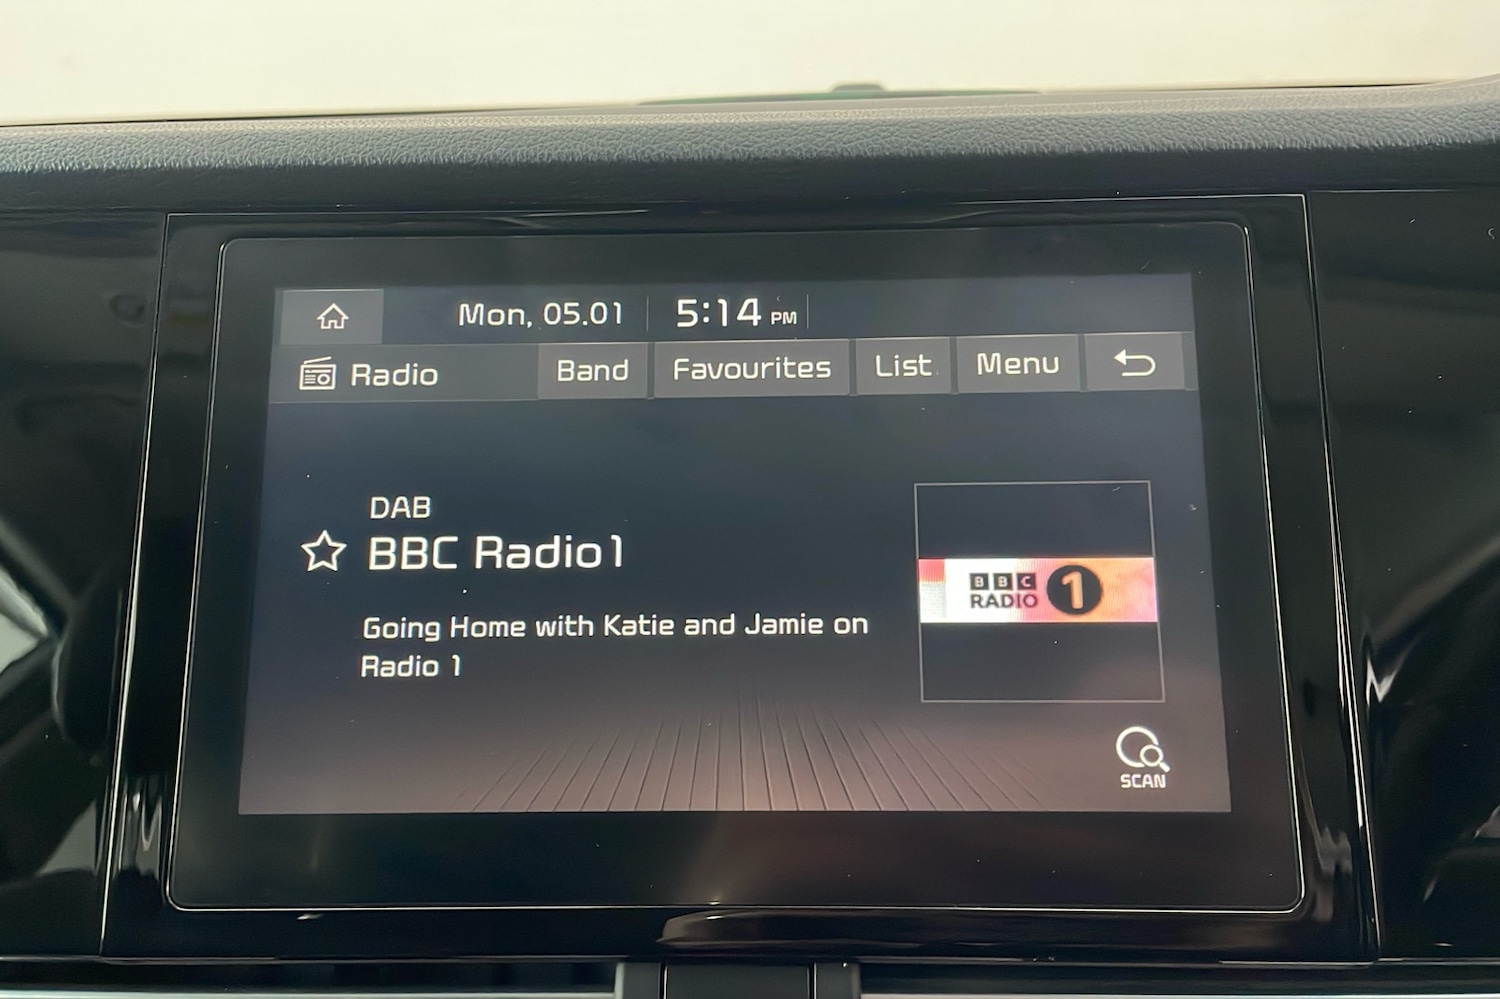 Mon, 05.01 5:14 PM
Radio Band Favourites List Menu
DAB
BBC Radio1
Going Home with Katie and Jamie on
Radio 1
BBC
RADIO 1
SCAN